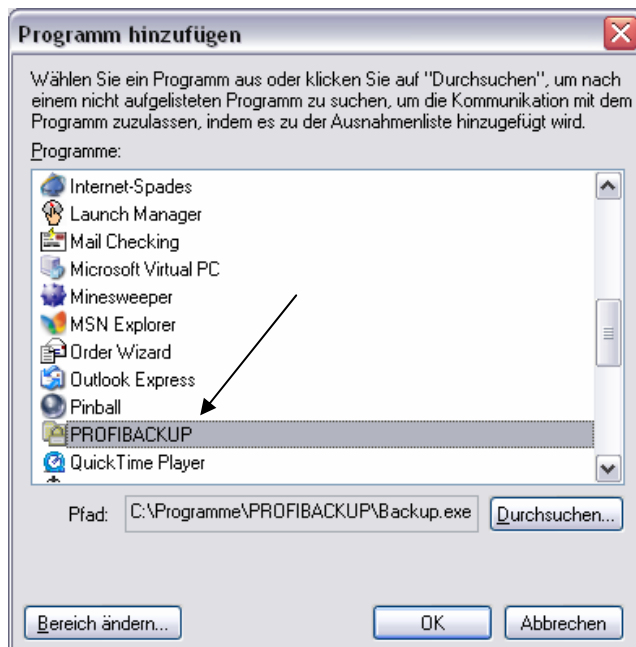 Programm hinzufügen
Wählen Sie ein Programm aus oder klicken Sie auf "Durchsuchen", um nach
einem nicht aufgelisteten Programm zu suchen, um die Kommunikation mit dem
Programm zuzulassen, indem es zu der Ausnahmenliste hinzugefügt wird.
Programme:
Internet-Spades
Launch Manager
Mail Checking
Microsoft Virtual PC
Minesweeper
MSN Explorer
Order Wizard
Outlook Express
Pinball
PROFIBACKUP
QuickTime Player
Pfad: C:\Programme\PROFIBACKUP\Backup.exe Durchsuchen...
Bereich ändern... OK Abbrechen